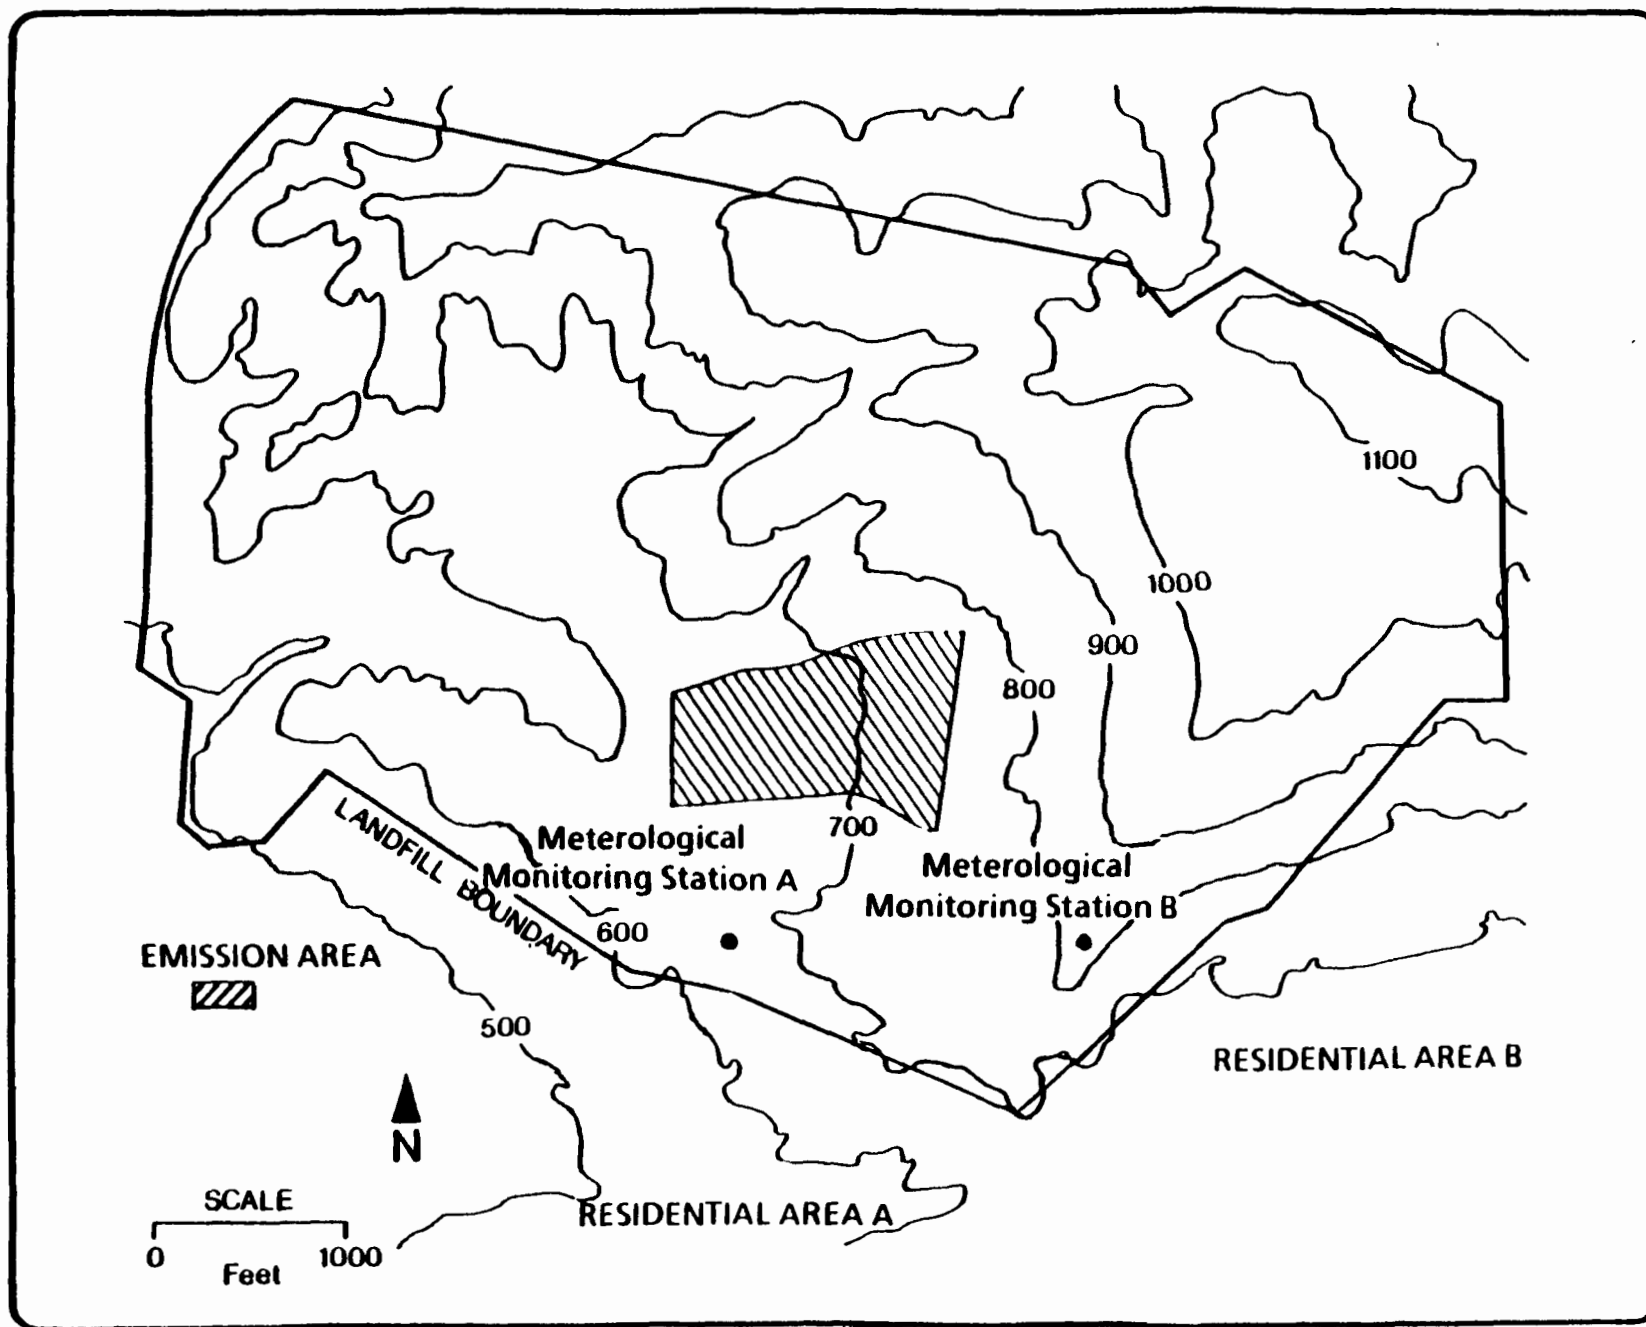 1100
1000
900
800
700
Meterological
Monitoring Station A
Meterological
Monitoring Station B
LANDFILL BOUNDARY
600
EMISSION AREA
500
RESIDENTIAL AREA B
N
SCALE
0 1000
Feet
RESIDENTIAL AREA A